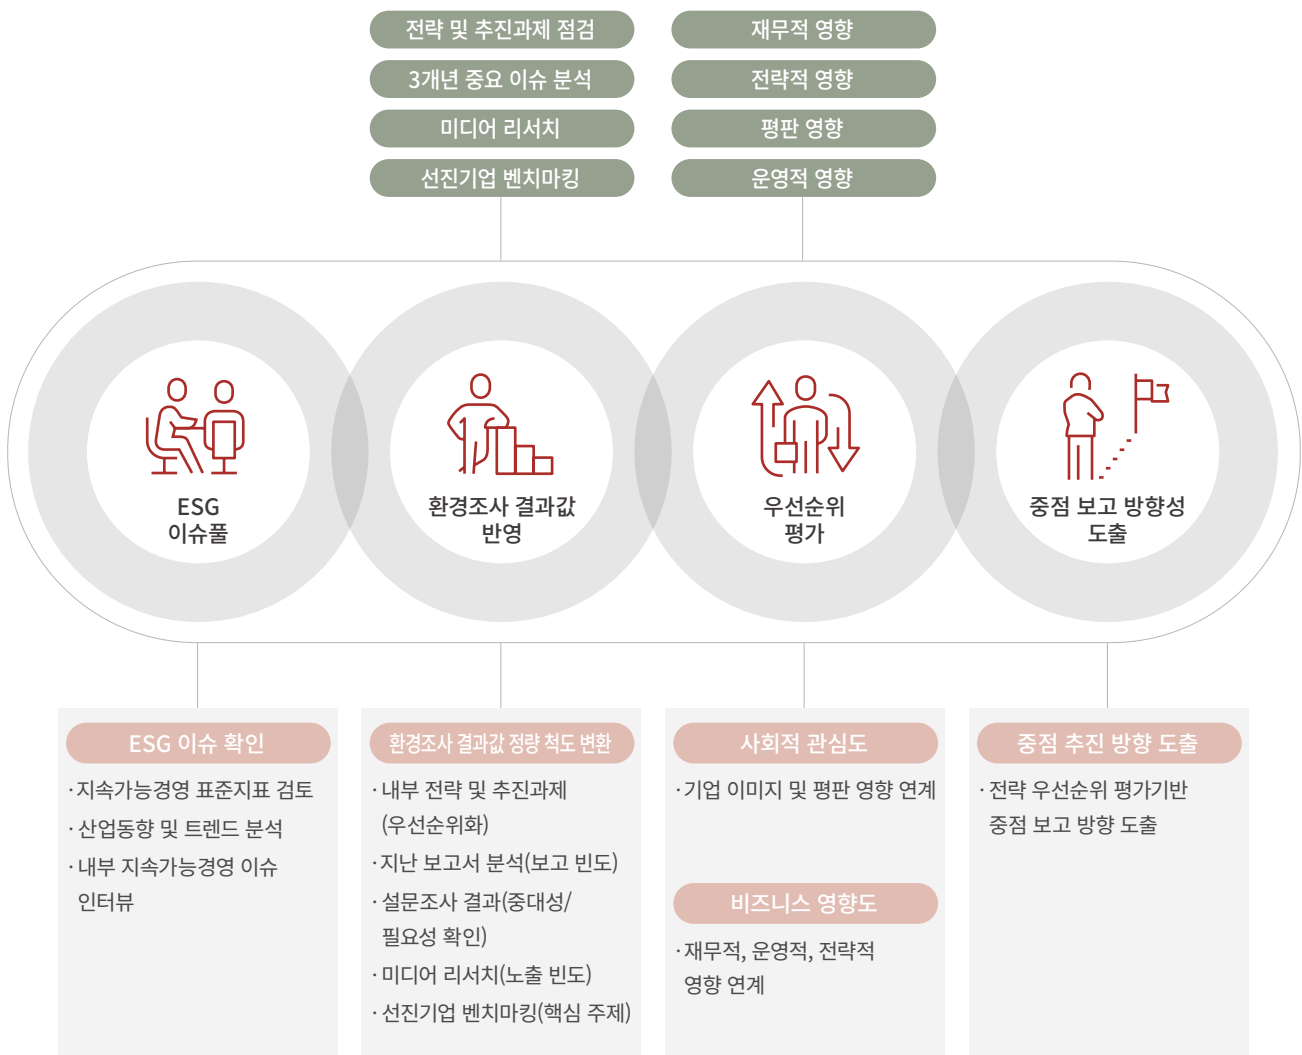 전략 및 추진과제 점검
3개년 중요 이슈 분석
미디어 리서치
선진기업 벤치마킹
재무적 영향
전략적 영향
평판 영향
운영적 영향
ESG
이슈풀
환경조사 결과값
반영
우선순위
평가
중점 보고 방향성
도출
ESG 이슈 확인
· 지속가능경영 표준지표 검토
· 산업동향 및 트렌드 분석
· 내부 지속가능경영 이슈
인터뷰
환경조사 결과값 정량 척도 변환
· 내부 전략 및 추진과제
(우선순위화)
· 지난 보고서 분석(보고 빈도)
· 설문조사 결과(중대성/
필요성 확인)
· 미디어 리서치(노출 빈도)
· 선진기업 벤치마킹(핵심 주제)
사회적 관심도
· 기업 이미지 및 평판 영향 연계
비즈니스 영향도
· 재무적, 운영적, 전략적
영향 연계
중점 추진 방향 도출
· 전략 우선순위 평가기반
중점 보고 방향 도출